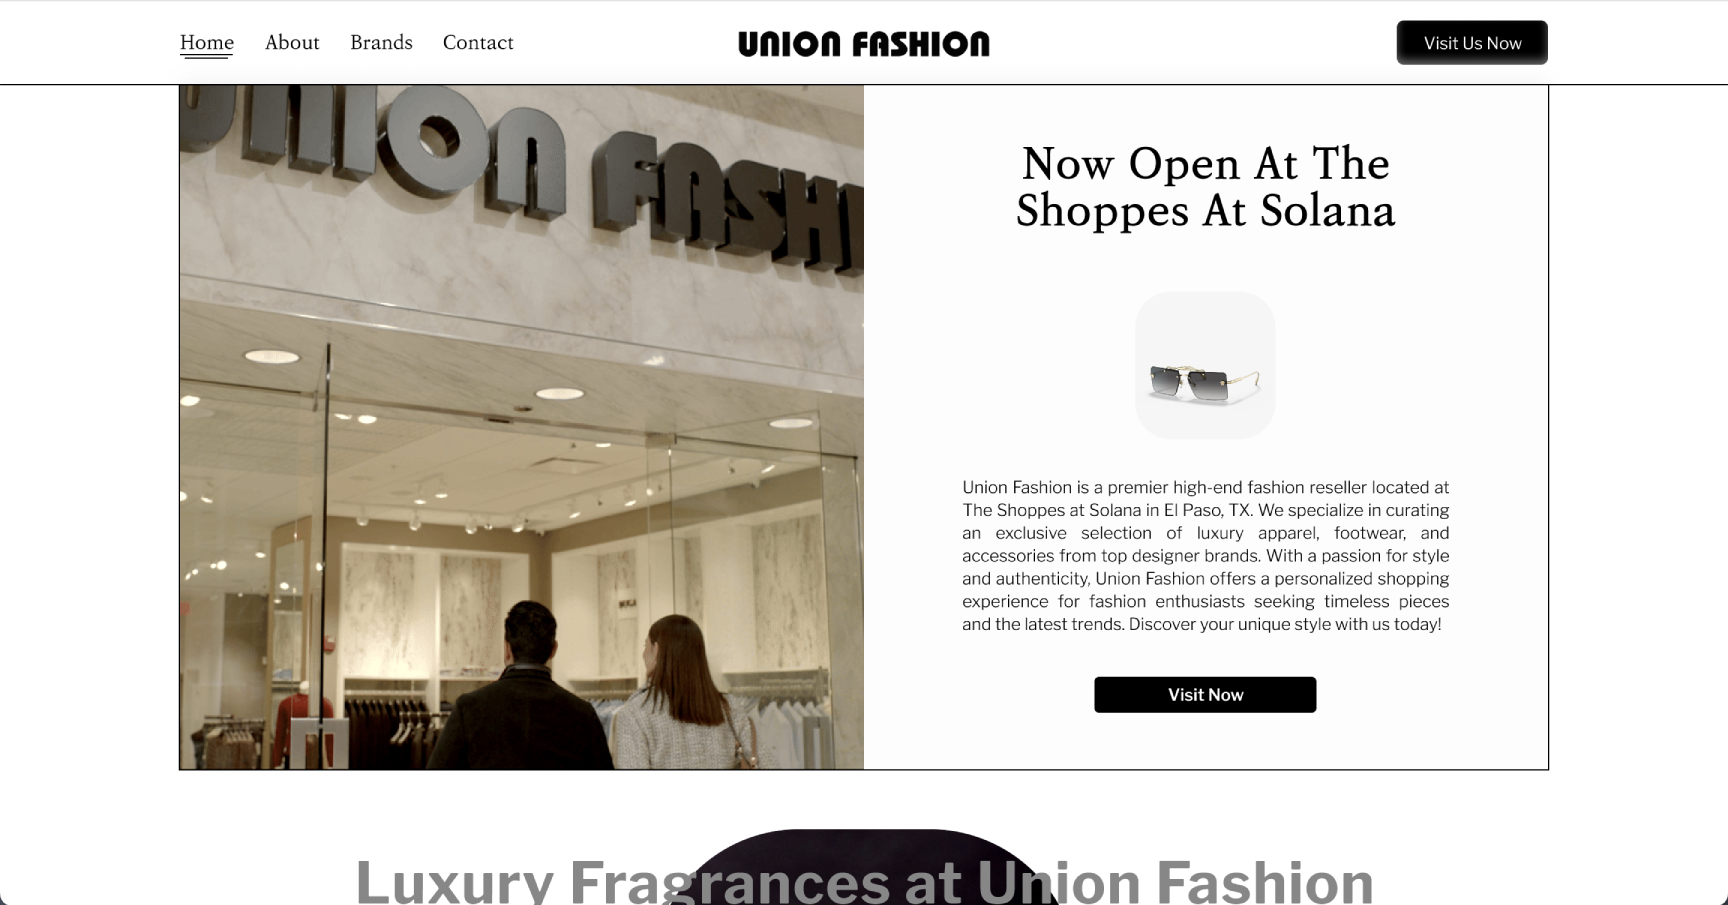 Home About Brands Contact
UNION FASHION
Visit Us Now
UNION FASHI
Now Open At The
Shoppes At Solana
Union Fashion is a premier high-end fashion reseller located at
The Shoppes at Solana in El Paso, TX. We specialize in curating
an exclusive selection of luxury apparel, footwear, and
accessories from top designer brands. With a passion for style
and authenticity, Union Fashion offers a personalized shopping
experience for fashion enthusiasts seeking timeless pieces
and the latest trends. Discover your unique style with us today!
Visit Now
Luxury Fragrances at Union Fashion